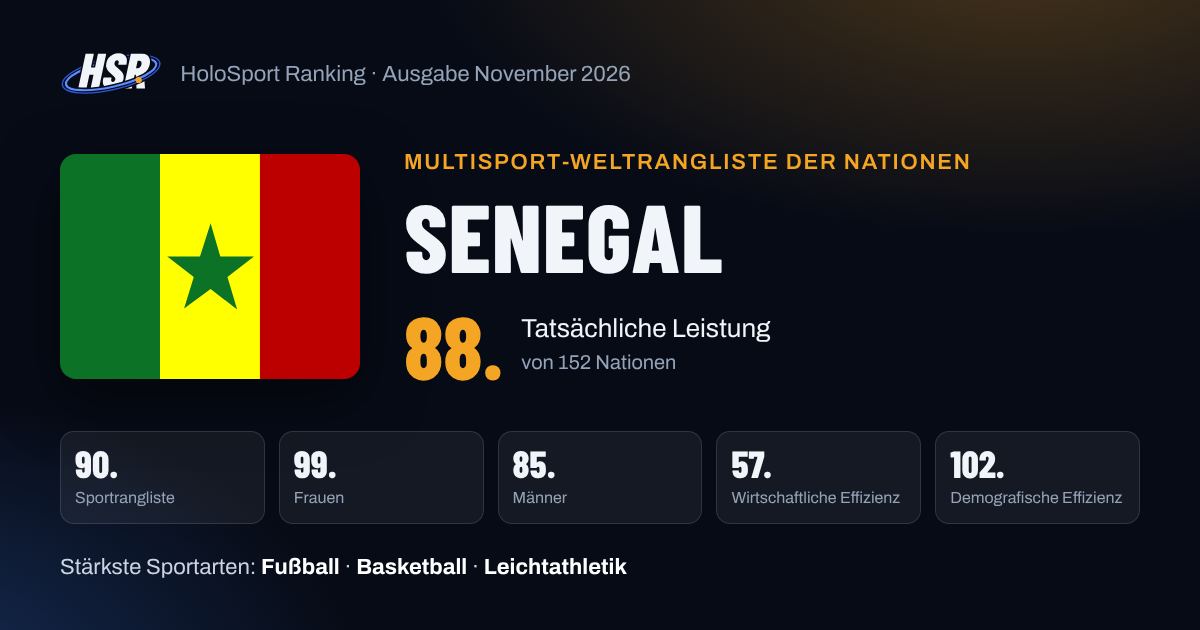 HSR HoloSport Ranking · Ausgabe November 2026
MULTISPORT-WELTRANGLISTE DER NATIONEN
SENEGAL
88. Tatsächliche Leistung
von 152 Nationen
90.
Sportrangliste
99.
Frauen
85.
Männer
57.
Wirtschaftliche Effizienz
102.
Demografische Effizienz
Stärkste Sportarten: Fußball · Basketball · Leichtathletik